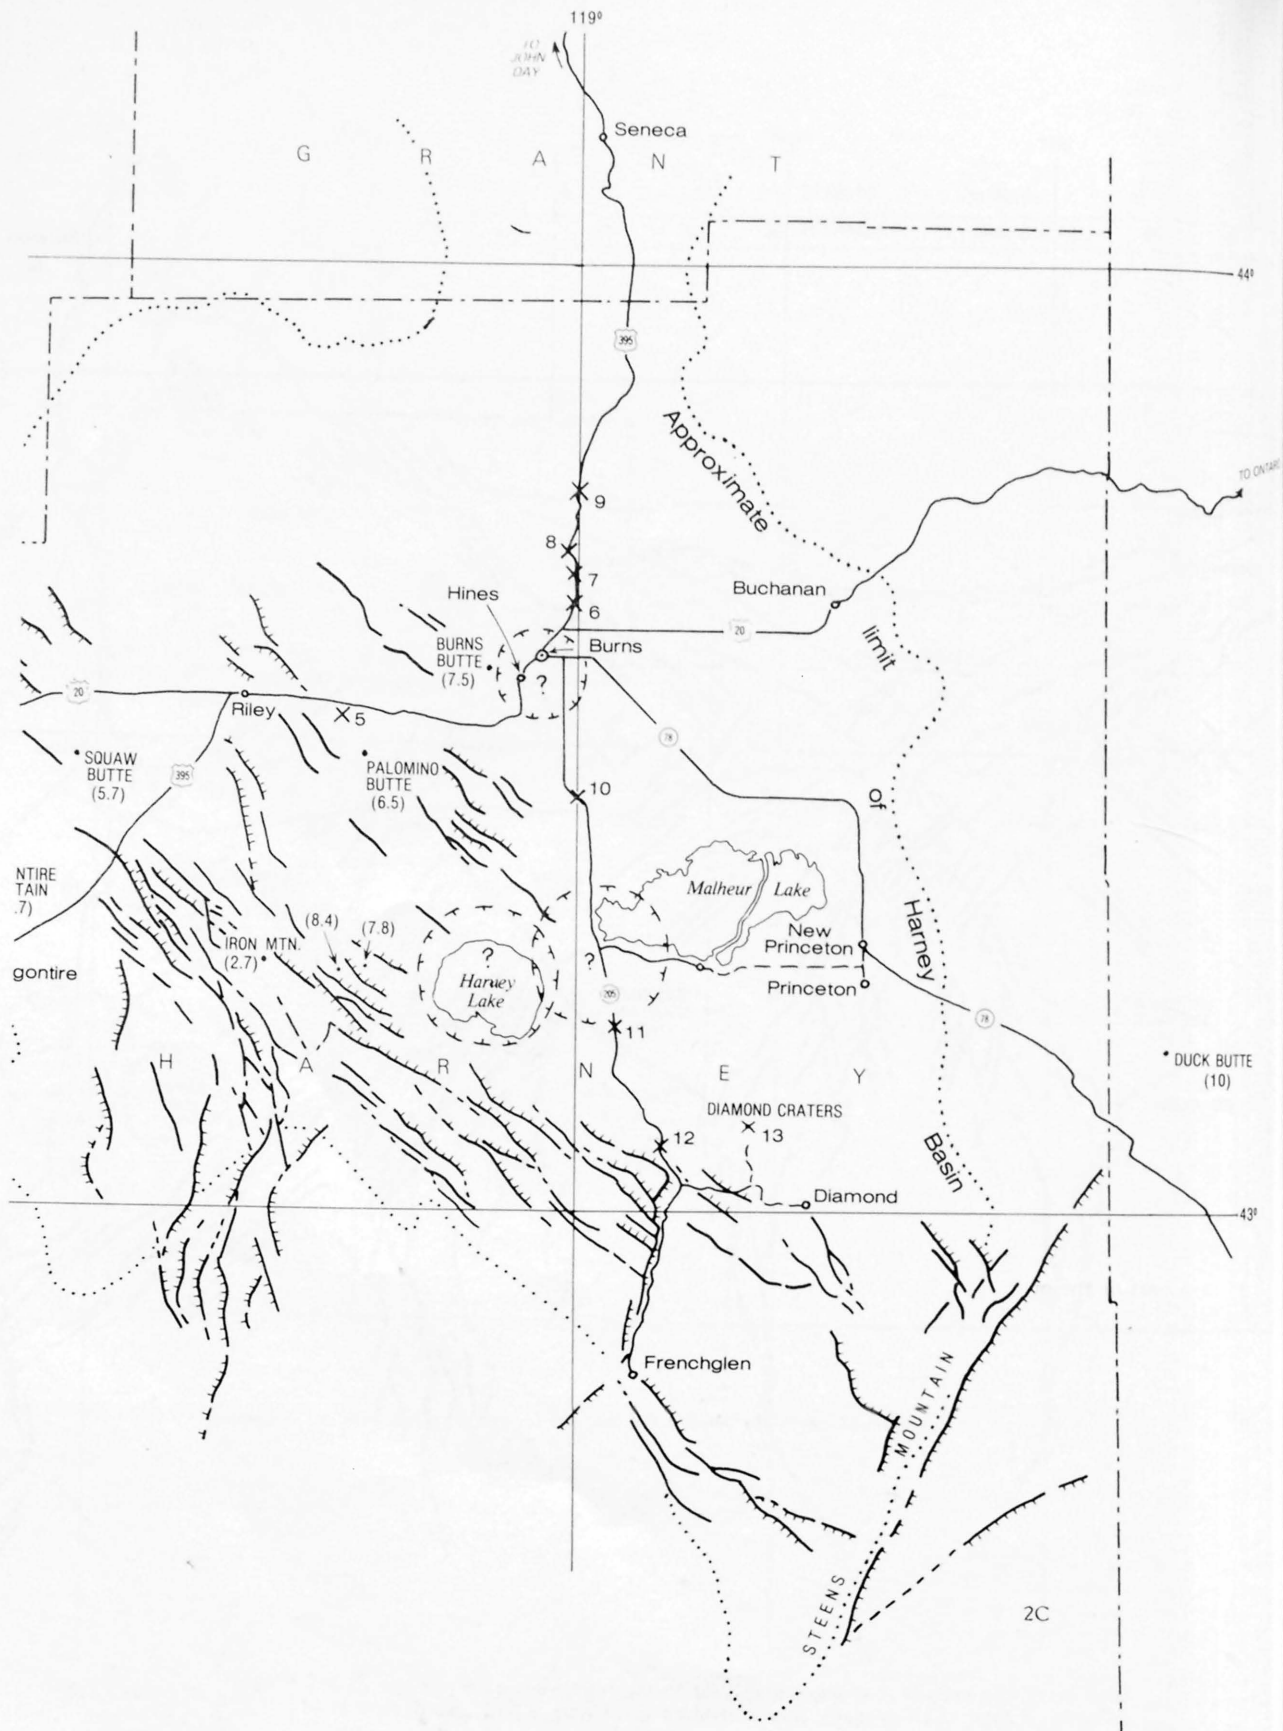 119º
TO
JOHN
DAY
Seneca
G R A N T
44º
395
TO ONTARIO
Approximate
limit
of
Harney
Basin
9
8
7
6
Hines
Buchanan
20
Burns
BURNS
BUTTE
(7.5)
?
20
Riley
5
78
SQUAW
BUTTE
(5.7)
395
PALOMINO
BUTTE
(6.5)
10
NTIRE
TAIN
.7)
Malheur Lake
(8.4)
(7.8)
IRON MTN.
(2.7)
New
Princeton
gontire
?
Harney
Lake
?
205
Princeton
78
11
H A R N E Y
DUCK BUTTE
(10)
DIAMOND CRATERS
12
13
Diamond
43º
Frenchglen
STEENS MOUNTAIN
2C